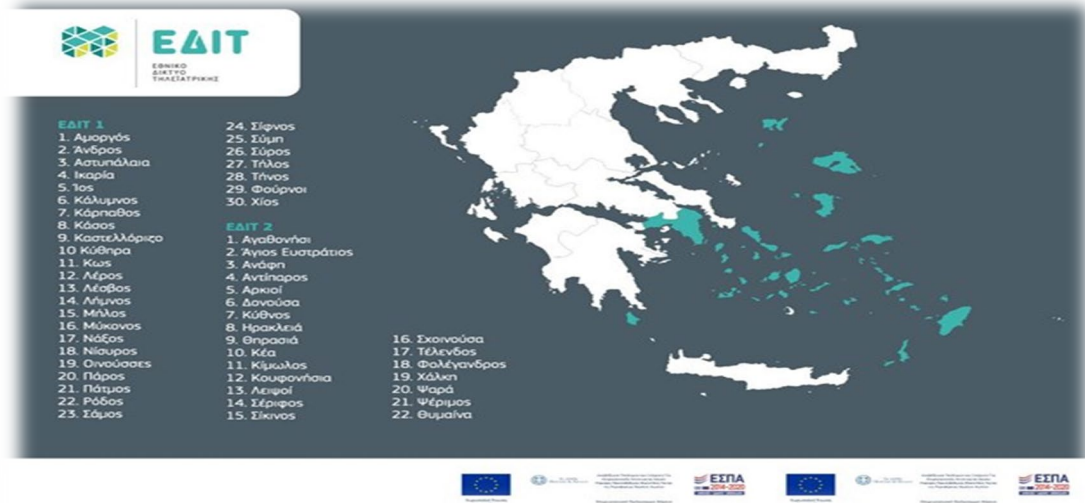 ΕΔΙΤ
ΕΘΝΙΚΟ
ΔΙΚΤΥΟ
ΤΗΛΕΪΑΤΡΙΚΗΣ
ΕΔΙΤ 1
1. Αμοργός
2. Άνδρος
3. Αστυπάλαια
4. Ικαρία
5. Ίος
6. Κάλυμνος
7. Κάρπαθος
8. Κάσος
9. Καστελλόριζο
10 Κύθηρα
11. Κως
12. Λέρος
13. Λέσβος
14. Λήμνος
15. Μήλος
16. Μύκονος
17. Νάξος
18. Νίσυρος
19. Οινούσσες
20. Πάρος
21. Πάτμος
22. Ρόδος
23. Σάμος
24. Σίφνος
25. Σύμη
26. Σύρος
27. Τήλος
28. Τήνος
29. Φούρνοι
30. Χίος
ΕΔΙΤ 2
1. Αγαθονήσι
2. Άγιος Ευστράτιος
3. Ανάφη
4. Αντίπαρος
5. Αρκιοί
6. Δονούσα
7. Κύθνος
8. Ηρακλειά
9. Θηρασιά
10. Κέα
11. Κίμωλος
12. Κουφονήσια
13. Λειψοί
14. Σέριφος
15. Σίκινος
16. Σχοινούσα
17. Τέλενδος
18. Φολέγανδρος
19. Χάλκη
20. Ψαρά
21. Ψέριμος
22. Θυμαίνα
ΕΣΠΑ
2014-2020
ΕΣΠΑ
2014-2020